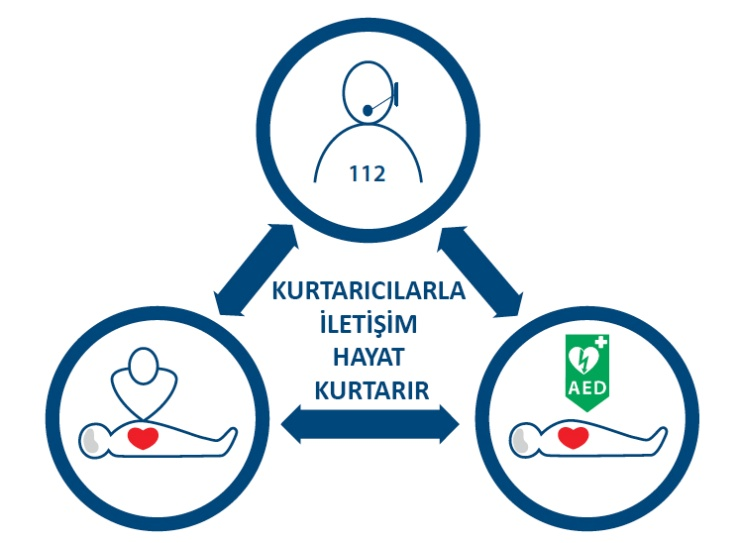 112
KURTARICILARLA
İLETİŞİM
HAYAT
KURTARIR
AED